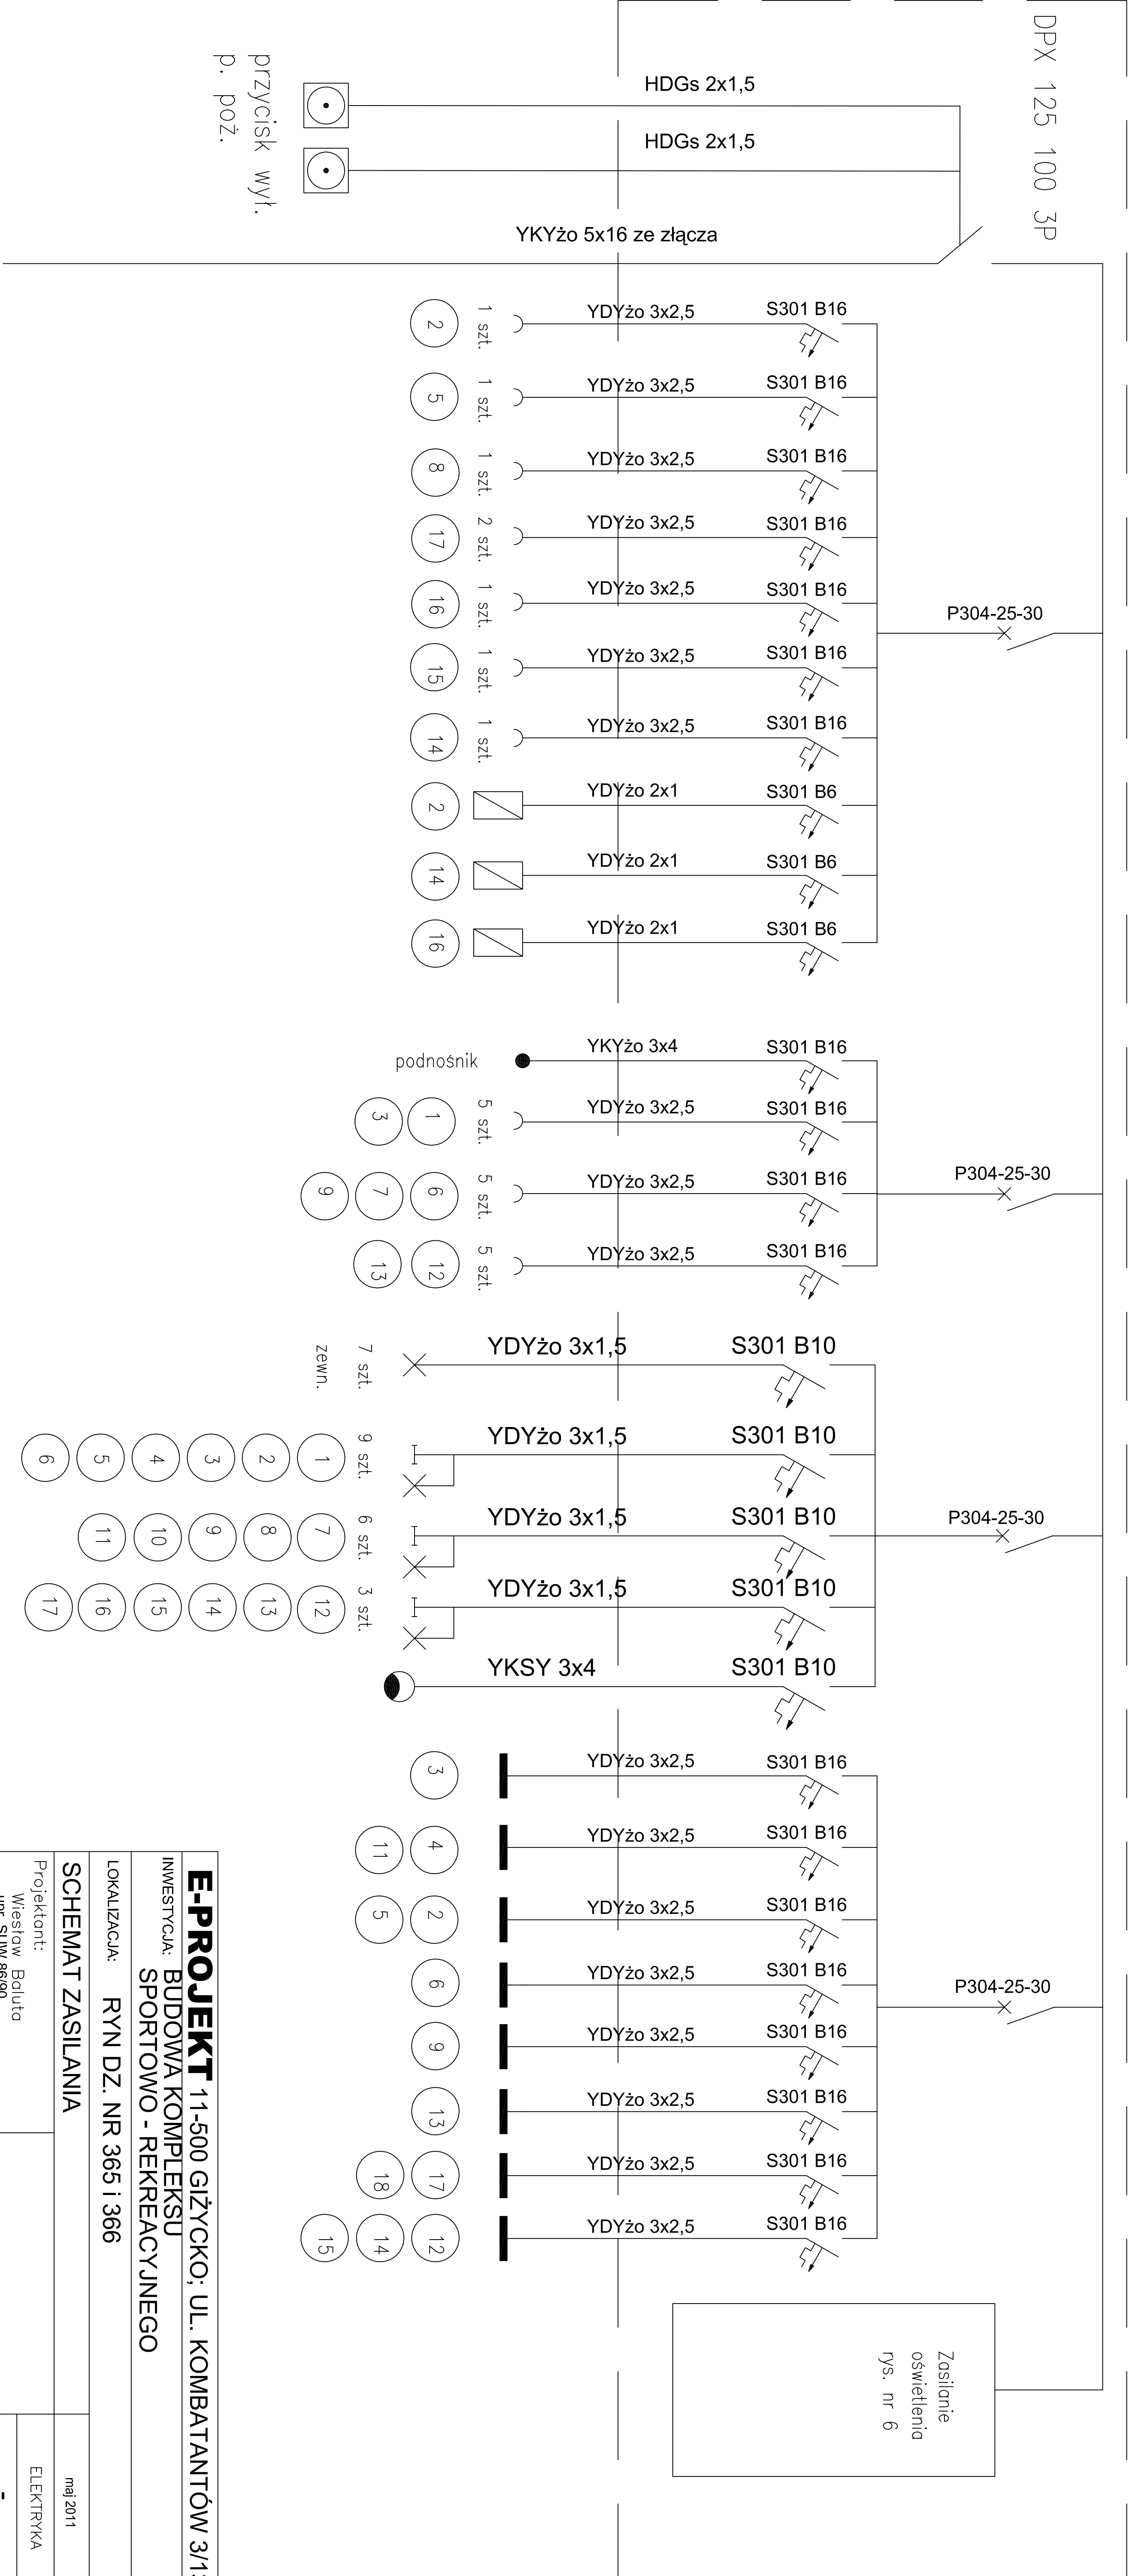 DPX 125 100 3P
HDGs 2x1,5
HDGs 2x1,5
przycisk wył.
p. poż.
YKYżo 5x16 ze złącza
1 szt.
YDYżo 3x2,5
S301 B16
2
1 szt.
YDYżo 3x2,5
S301 B16
5
1 szt.
YDYżo 3x2,5
S301 B16
8
2 szt.
YDYżo 3x2,5
S301 B16
17
1 szt.
YDYżo 3x2,5
S301 B16
16
P304-25-30
1 szt.
YDYżo 3x2,5
S301 B16
15
1 szt.
YDYżo 3x2,5
S301 B16
14
YDYżo 2x1
S301 B6
2
YDYżo 2x1
S301 B6
14
YDYżo 2x1
S301 B6
16
podnośnik
YKYżo 3x4
S301 B16
5 szt.
YDYżo 3x2,5
S301 B16
3
1
P304-25-30
5 szt.
YDYżo 3x2,5
S301 B16
9
7
6
5 szt.
YDYżo 3x2,5
S301 B16
13
12
7 szt.
zewn.
YDYżo 3x1,5
S301 B10
9 szt.
YDYżo 3x1,5
S301 B10
6
5
4
3
2
1
P304-25-30
6 szt.
YDYżo 3x1,5
S301 B10
11
10
9
8
7
3 szt.
YDYżo 3x1,5
S301 B10
17
16
15
14
13
12
YKSY 3x4
S301 B10
YDYżo 3x2,5
S301 B16
3
YDYżo 3x2,5
S301 B16
11
4
YDYżo 3x2,5
S301 B16
5
2
YDYżo 3x2,5
S301 B16
6
P304-25-30
YDYżo 3x2,5
S301 B16
9
YDYżo 3x2,5
S301 B16
13
YDYżo 3x2,5
S301 B16
18
17
YDYżo 3x2,5
S301 B16
15
14
12
Zasilanie
oświetlenia
rys. nr 6
E-PROJEKT 11-500 GIŻYCKO; UL. KOMBATANTÓW 3/13
INWESTYCJA: BUDOWA KOMPLEKSU
SPORTOWO - REKREACYJNEGO
LOKALIZACJA: RYN DZ. NR 365 i 366
SCHEMAT ZASILANIA
maj 2011
Projektant:
Wiesław Baluta
upr. SUW 86/90
ELEKTRYKA
-